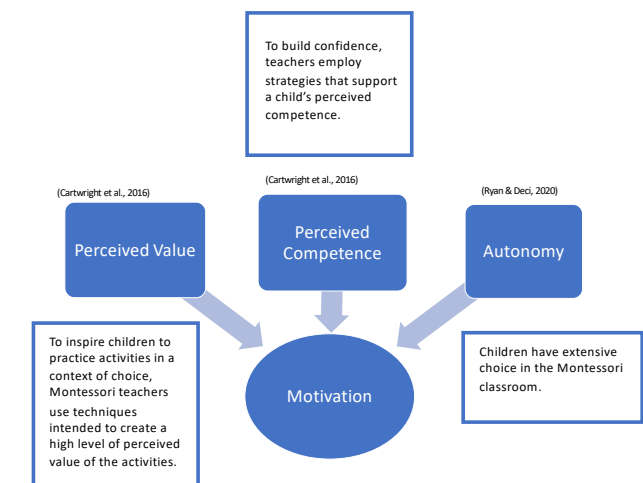 To build confidence,
teachers employ
strategies that support
a child's perceived
competence.
(Cartwright et al., 2016)
(Cartwright et al., 2016)
(Ryan & Deci, 2020)
Perceived Value
Perceived
Competence
Autonomy
To inspire children to
practice activities in a
context of choice,
Montessori teachers
use techniques
intended to create a
high level of perceived
value of the activities.
Motivation
Children have extensive
choice in the Montessori
classroom.